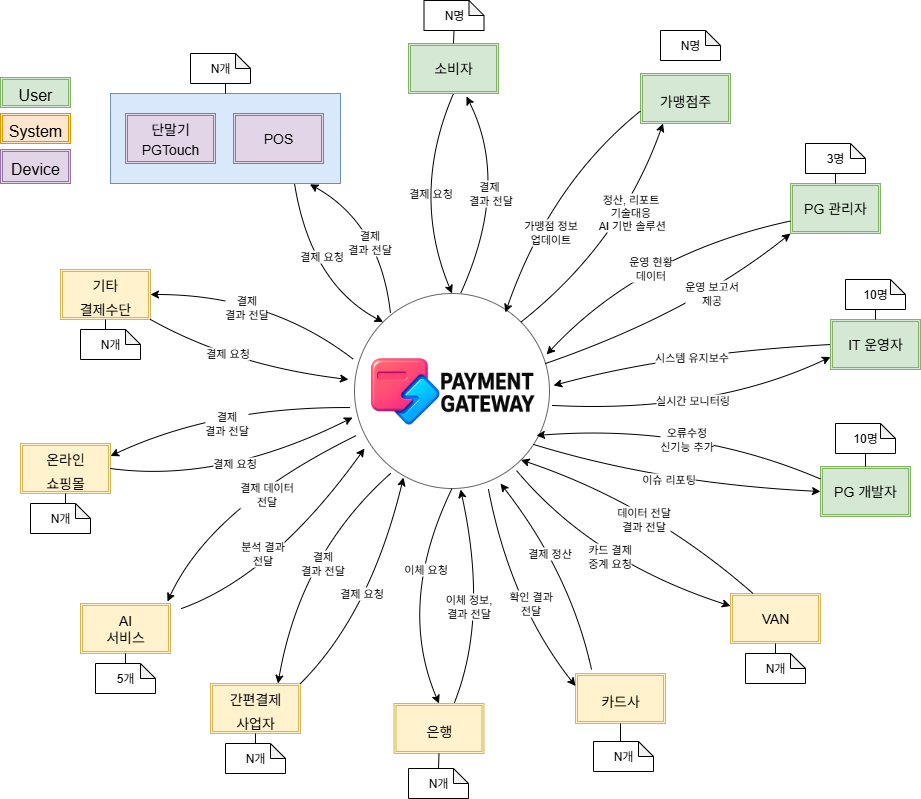 N명
소비자
N명
가맹점주
N개
단말기
PGTouch
POS
User
System
Device
3명
PG 관리자
10명
IT 운영자
10명
PG 개발자
결제 요청
결제
결과 전달
결제 요청
결제
결과 전달
가맹점 정보
업데이트
정산, 리포트
기술대응
AI 기반 솔루션
운영 현황
데이터
운영 보고서
제공
시스템 유지보수
실시간 모니터링
오류수정
신기능 추가
이슈 리포팅
PAYMENT
GATEWAY
기타
결제수단
N개
결제
결과 전달
결제 요청
온라인
쇼핑몰
N개
결제
결과 전달
결제 요청
AI
서비스
5개
결제 데이터
전달
분석 결과
전달
간편결제
사업자
N개
결제
결과 전달
결제 요청
은행
N개
이체 요청
이체 정보,
결과 전달
카드사
N개
확인 결과
전달
결제 정산
VAN
N개
카드 결제
중계 요청
데이터 전달
결과 전달